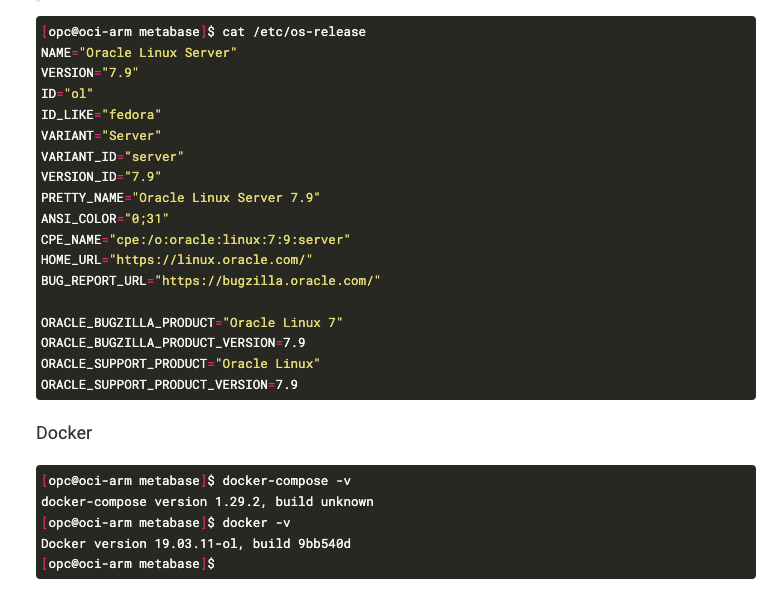 [opc@oci-arm metabase]$ cat /etc/os-release
NAME="Oracle Linux Server"
VERSION="7.9"
ID="ol"
ID_LIKE="fedora"
VARIANT="Server"
VARIANT_ID="server"
VERSION_ID="7.9"
PRETTY_NAME="Oracle Linux Server 7.9"
ANSI_COLOR="0;31"
CPE_NAME="cpe:/o:oracle:linux:7:9:server"
HOME_URL="https://linux.oracle.com/"
BUG_REPORT_URL="https://bugzilla.oracle.com/"

ORACLE_BUGZILLA_PRODUCT="Oracle Linux 7"
ORACLE_BUGZILLA_PRODUCT_VERSION=7.9
ORACLE_SUPPORT_PRODUCT="Oracle Linux"
ORACLE_SUPPORT_PRODUCT_VERSION=7.9
Docker
[opc@oci-arm metabase]$ docker-compose -v
docker-compose version 1.29.2, build unknown
[opc@oci-arm metabase]$ docker -v
Docker version 19.03.11-ol, build 9bb540d
[opc@oci-arm metabase]$